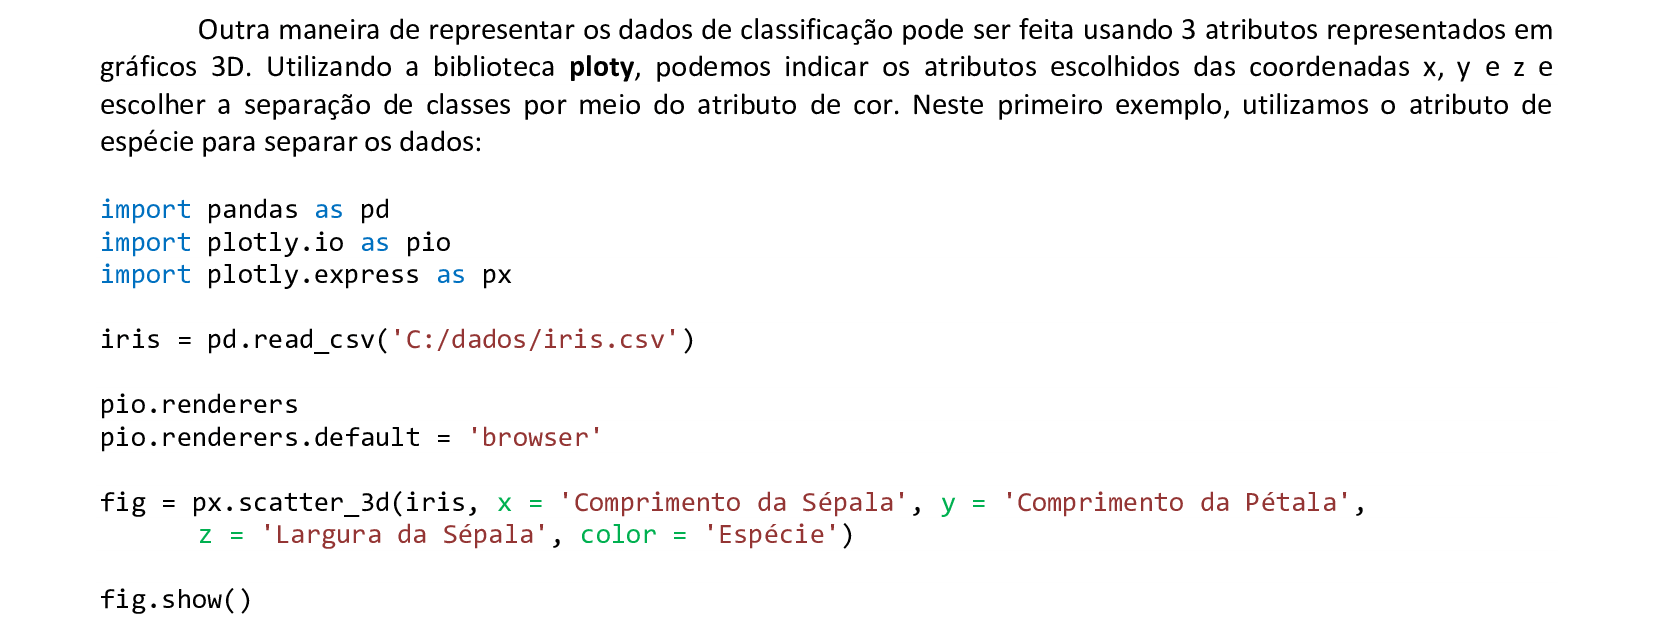 Outra maneira de representar os dados de classificação pode ser feita usando 3 atributos representados em
gráficos 3D. Utilizando a biblioteca ploty, podemos indicar os atributos escolhidos das coordenadas x, y e z e
escolher a separação de classes por meio do atributo de cor. Neste primeiro exemplo, utilizamos o atributo de
espécie para separar os dados:
import pandas as pd
import plotly.io as pio
import plotly.express as px
iris = pd.read_csv('C:/dados/iris.csv')
pio.renderers
pio.renderers.default = 'browser'
fig = px.scatter_3d(iris, x = 'Comprimento da Sépala', y = 'Comprimento da Pétala',
z = 'Largura da Sépala', color = 'Espécie')
fig.show()